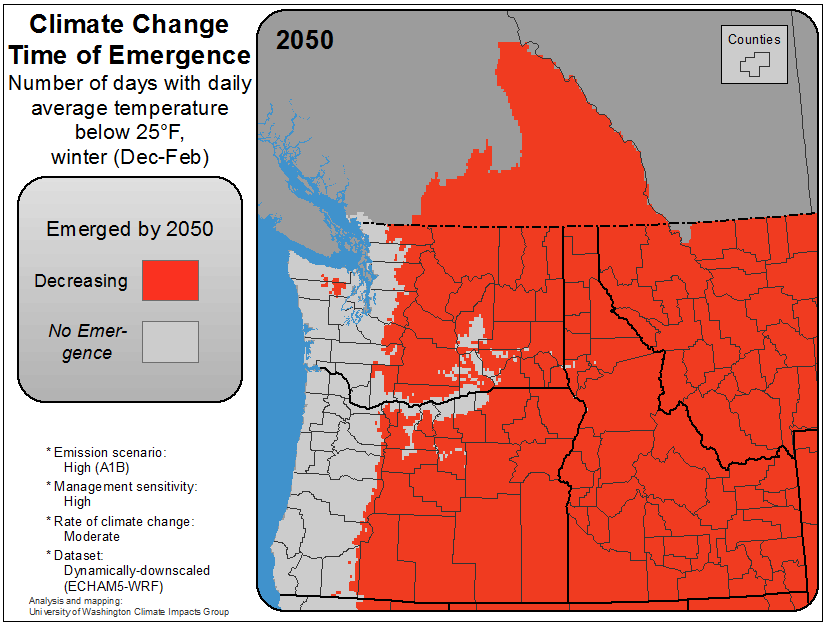 Climate Change
Time of Emergence
Number of days with daily
average temperature
below 25°F,
winter (Dec-Feb)
Emerged by 2050
Decreasing
No Emer-
gence
* Emission scenario:
High (A1B)
* Management sensitivity:
High
* Rate of climate change:
Moderate
* Dataset:
Dynamically-downscaled
(ECHAM5-WRF)
Analysis and mapping:
University of Washington Climate Impacts Group
2050
Counties